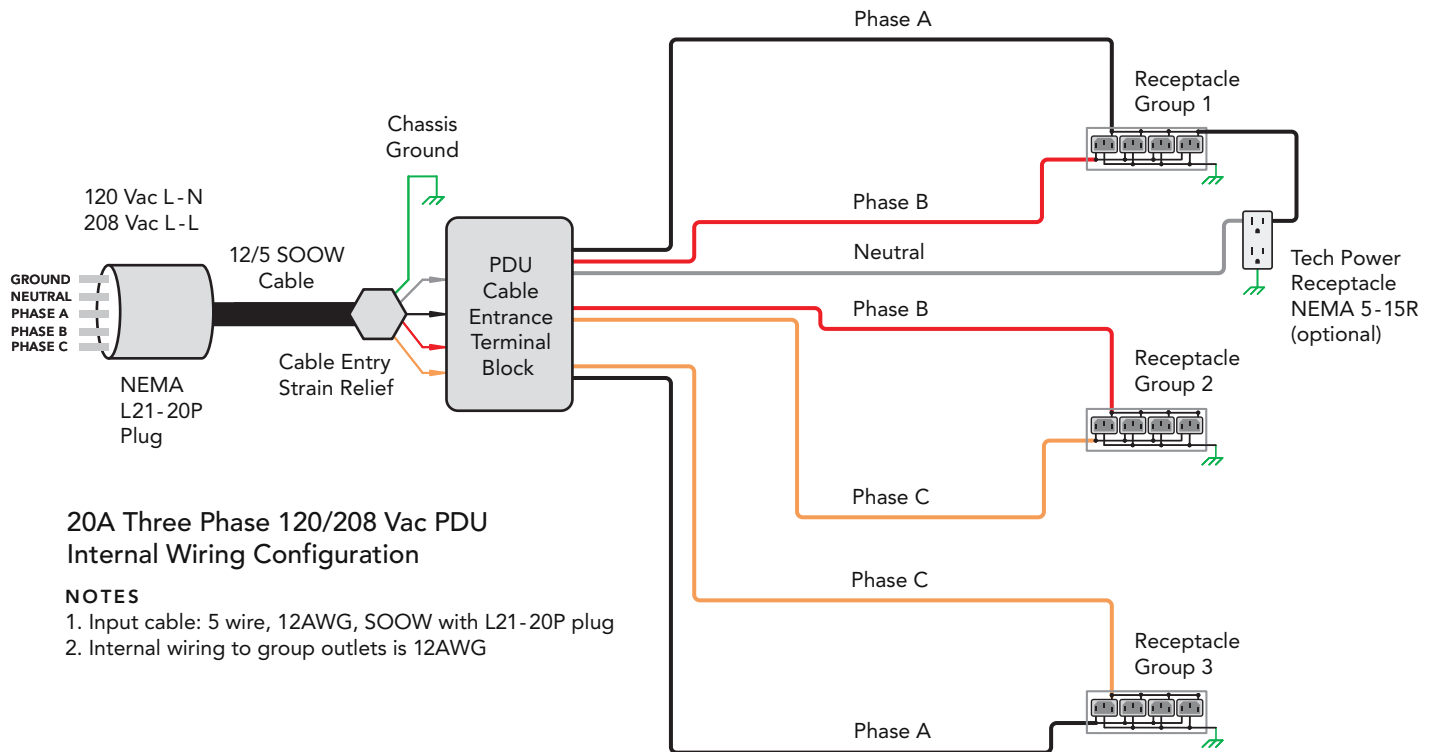 Phase A
Receptacle
Group 1
Chassis
Ground
120 Vac L-N
208 Vac L-L
Phase B
12/5 SOOW
Cable
PDU
Cable
Entrance
Terminal
Block
Neutral
Tech Power
Receptacle
NEMA 5-15R
(optional)
GROUND
NEUTRAL
PHASE A
PHASE B
PHASE C
Phase B
Cable Entry
Strain Relief
NEMA
L21-20P
Plug
Receptacle
Group 2
Phase C
20A Three Phase 120/208 Vac PDU
Internal Wiring Configuration
NOTES
1. Input cable: 5 wire, 12AWG, SOOW with L21-20P plug
2. Internal wiring to group outlets is 12AWG
Phase C
Receptacle
Group 3
Phase A